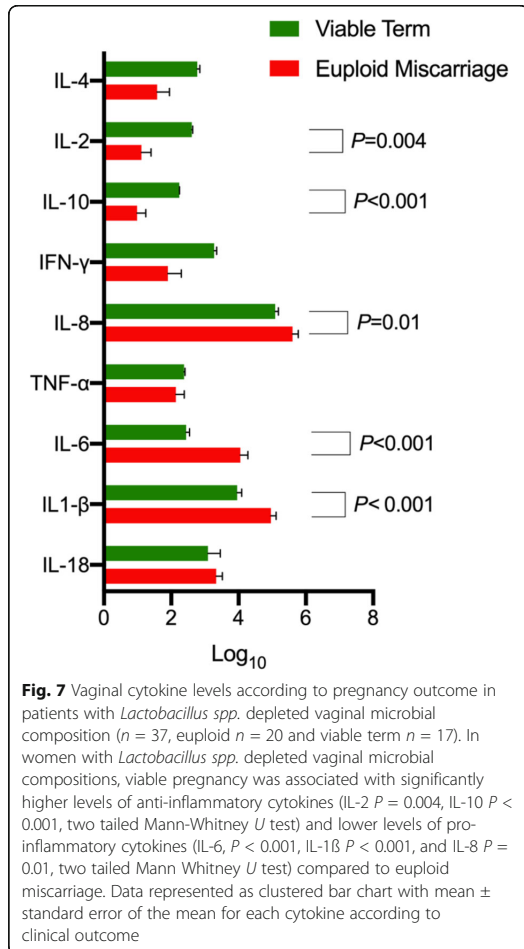 Viable Term
Euploid Miscarriage
IL-4
IL-2
P=0.004
IL-10
P<0.001
IFN-γ
IL-8
P=0.01
TNF-α
IL-6
P<0.001
IL1-β
P< 0.001
IL-18
0 2 4 6 8
Log10
Fig. 7 Vaginal cytokine levels according to pregnancy outcome in
patients with Lactobacillus spp. depleted vaginal microbial
composition (n = 37, euploid n = 20 and viable term n = 17). In
women with Lactobacillus spp. depleted vaginal microbial
compositions, viable pregnancy was associated with significantly
higher levels of anti-inflammatory cytokines (IL-2 P = 0.004, IL-10 P <
0.001, two tailed Mann-Whitney U test) and lower levels of pro-
inflammatory cytokines (IL-6, P < 0.001, IL-1ß P < 0.001, and IL-8 P =
0.01, two tailed Mann Whitney U test) compared to euploid
miscarriage. Data represented as clustered bar chart with mean ±
standard error of the mean for each cytokine according to
clinical outcome